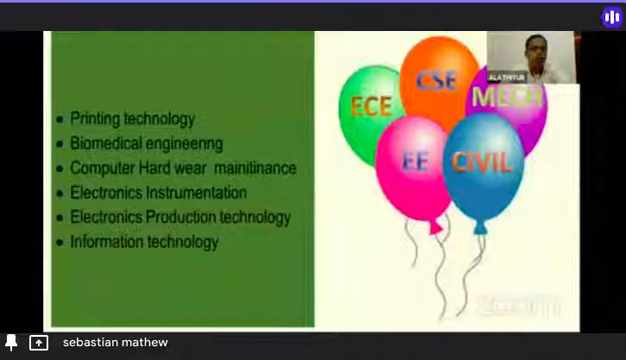 Printing technology
Biomedical engineering
Computer Hard wear mainitinance
Electronics Instrumentation
Electronics Production technology
Information technology
ECE
CSE
MECH
EE
CIVIL
ALATHIYUR
sebastian mathew